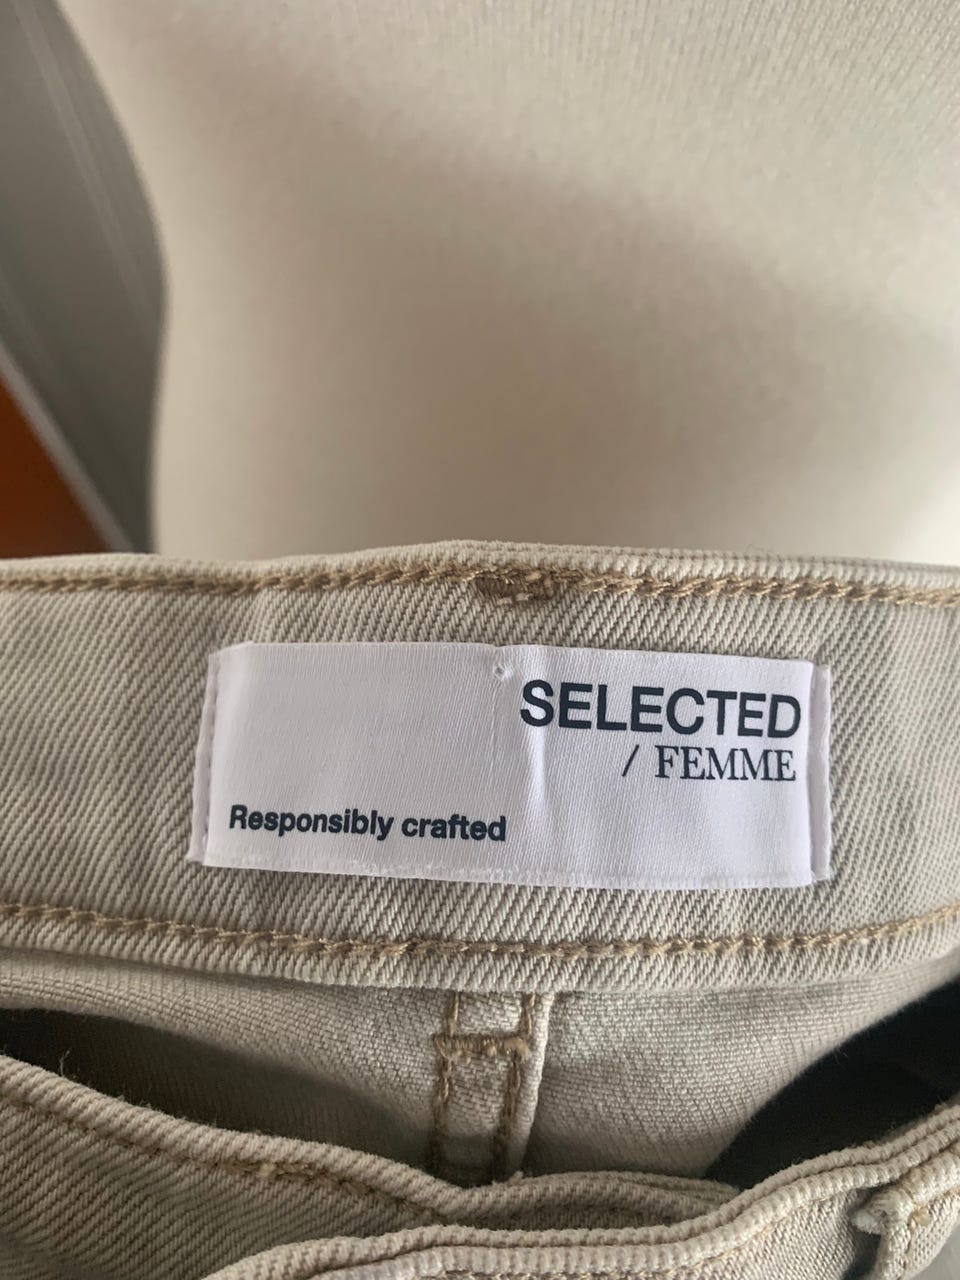 SELECTED
/ FEMME
Responsibly crafted